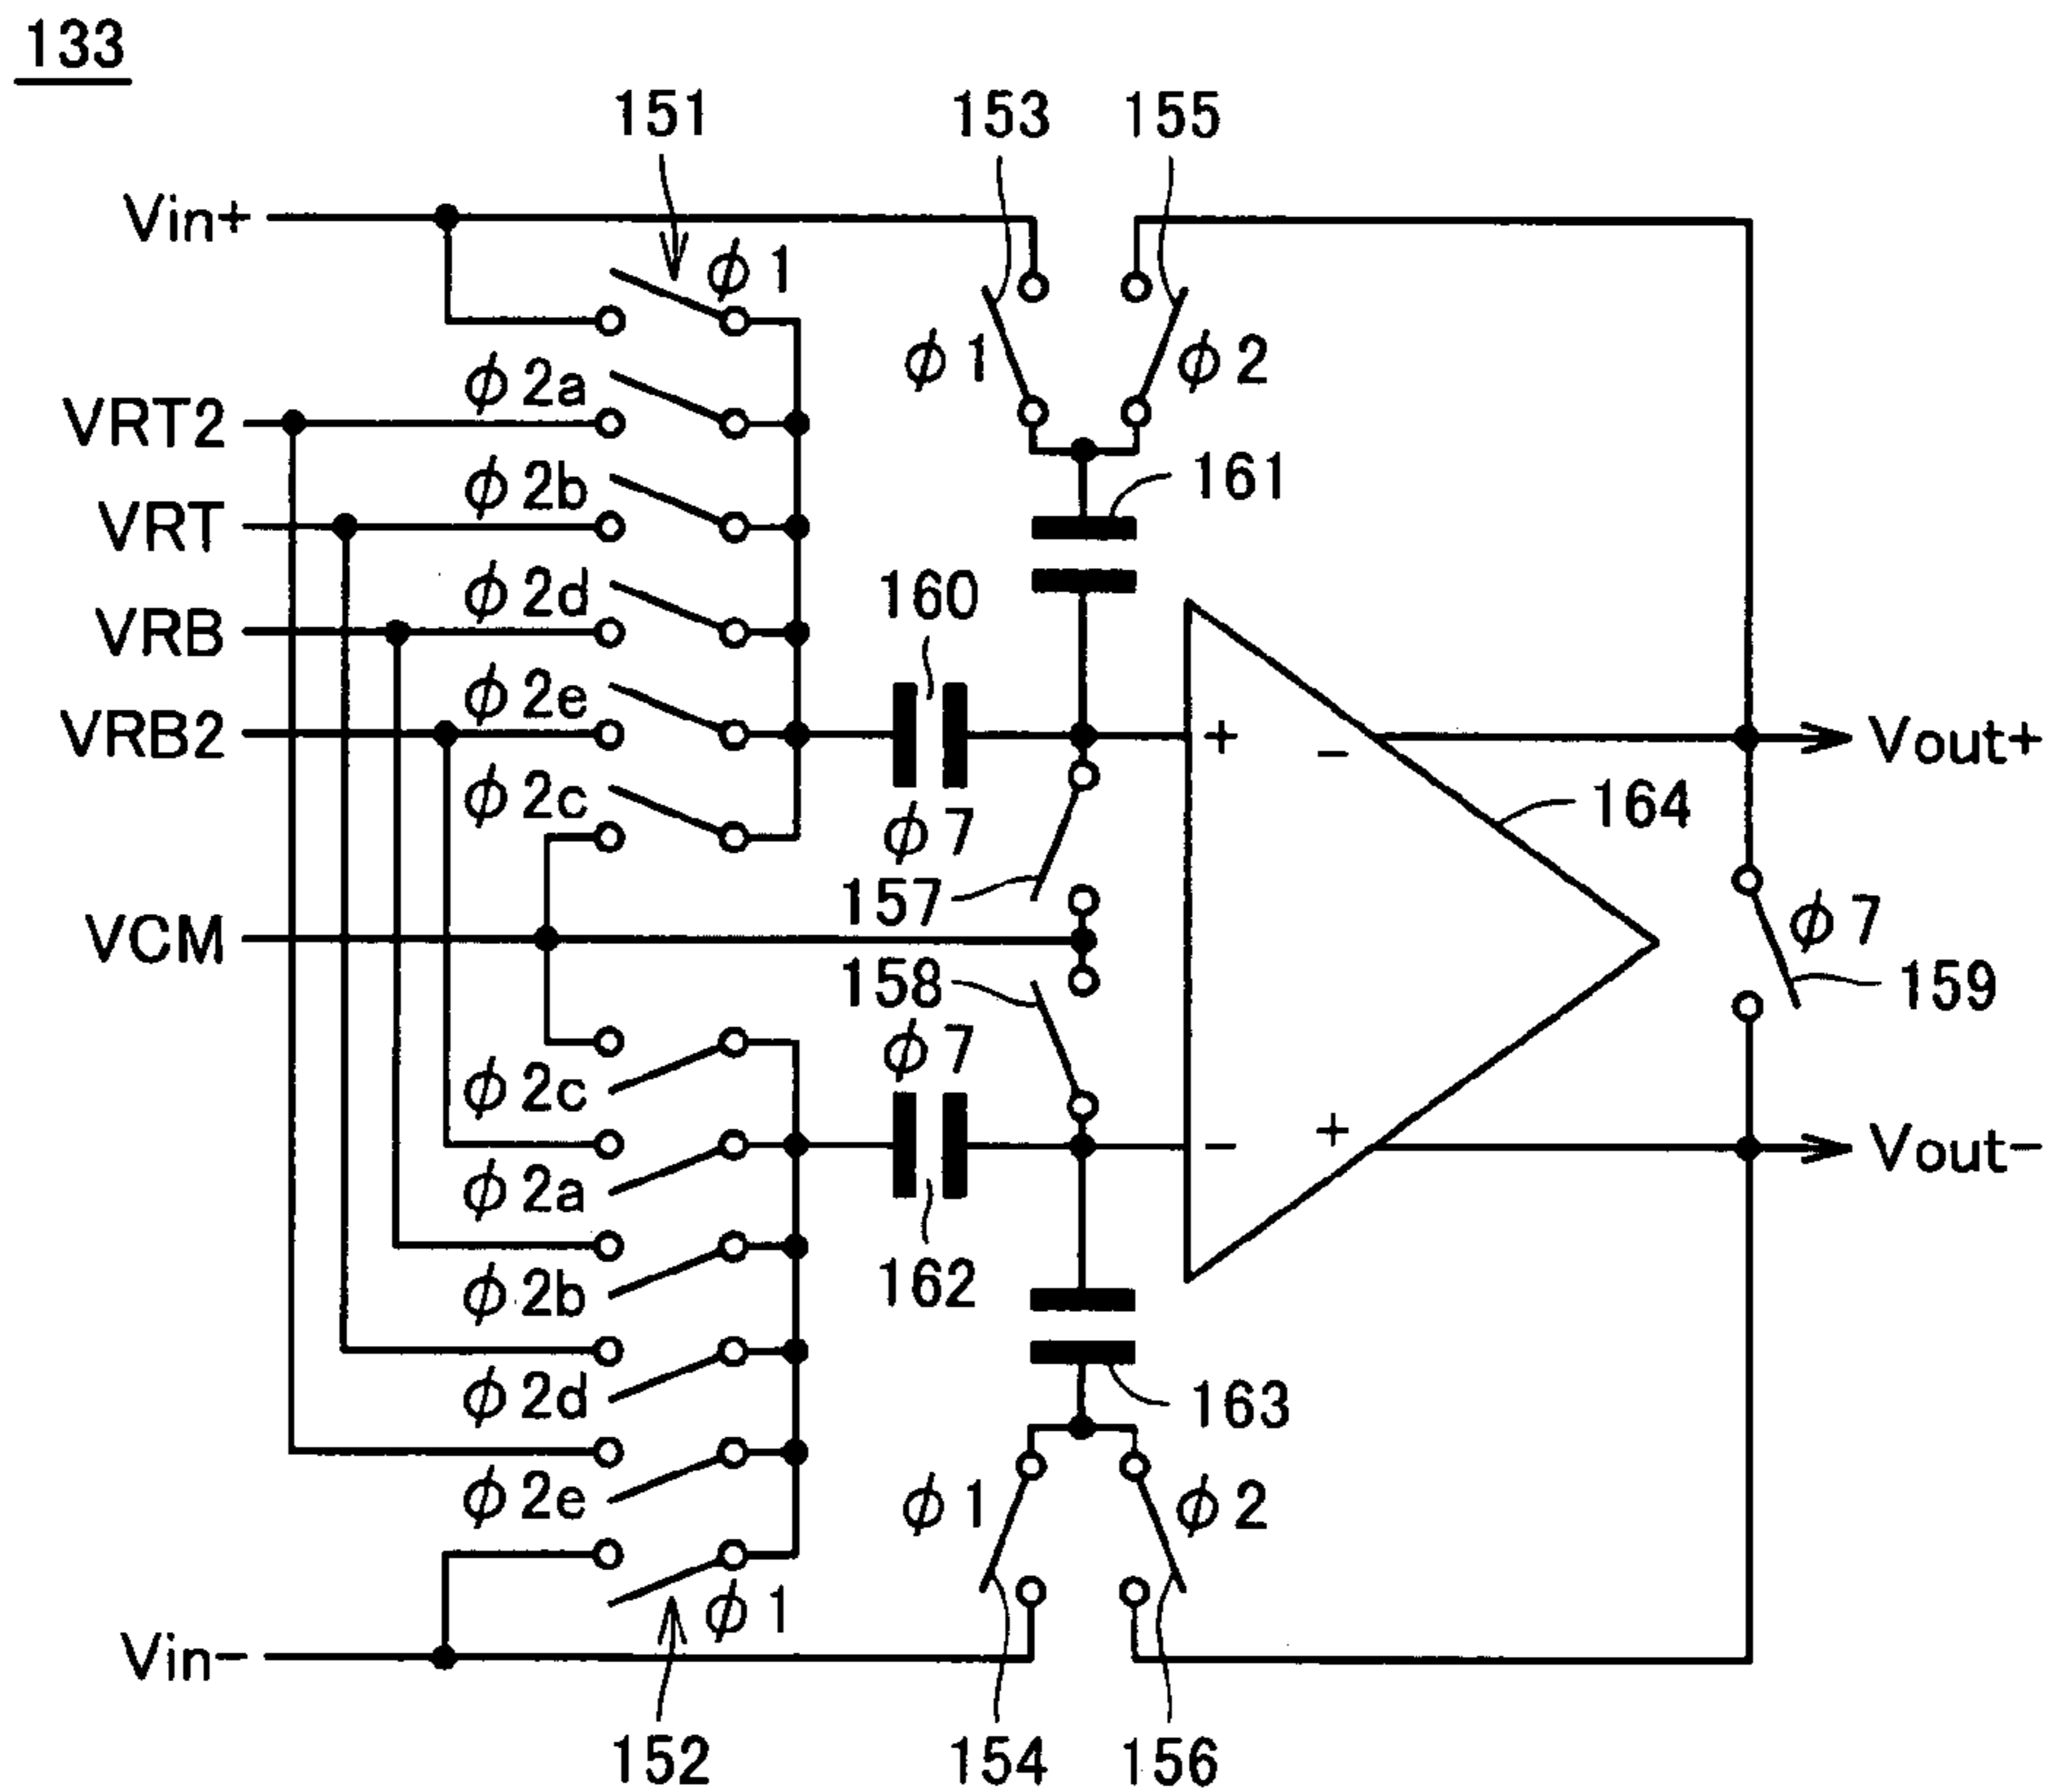 133
151
153
155
Vin+
ϕ1
ϕ2a
ϕ1
ϕ2
VRT2
ϕ2b
161
VRT
ϕ2d
160
VRB
ϕ2e
VRB2
+
−
Vout+
ϕ2c
164
ϕ7
157
ϕ7
VCM
158
159
ϕ7
ϕ2c
−
+
Vout−
ϕ2a
162
ϕ2b
ϕ2d
163
ϕ2e
ϕ1
ϕ2
ϕ1
Vin−
152
154
156